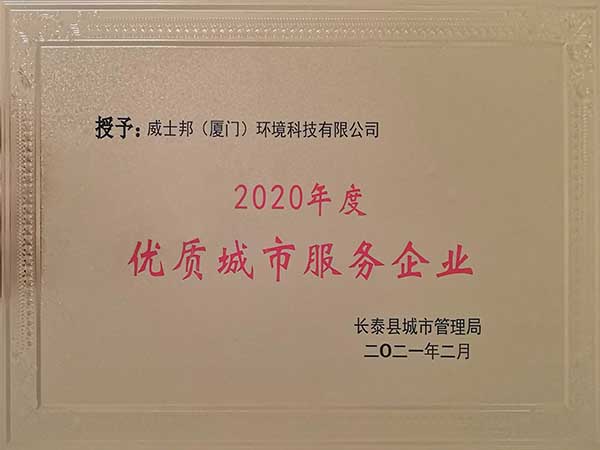 授予:威士邦（厦门）环境科技有限公司
2020年度
优质城市服务企业
长泰县城市管理局
二O二一年二月